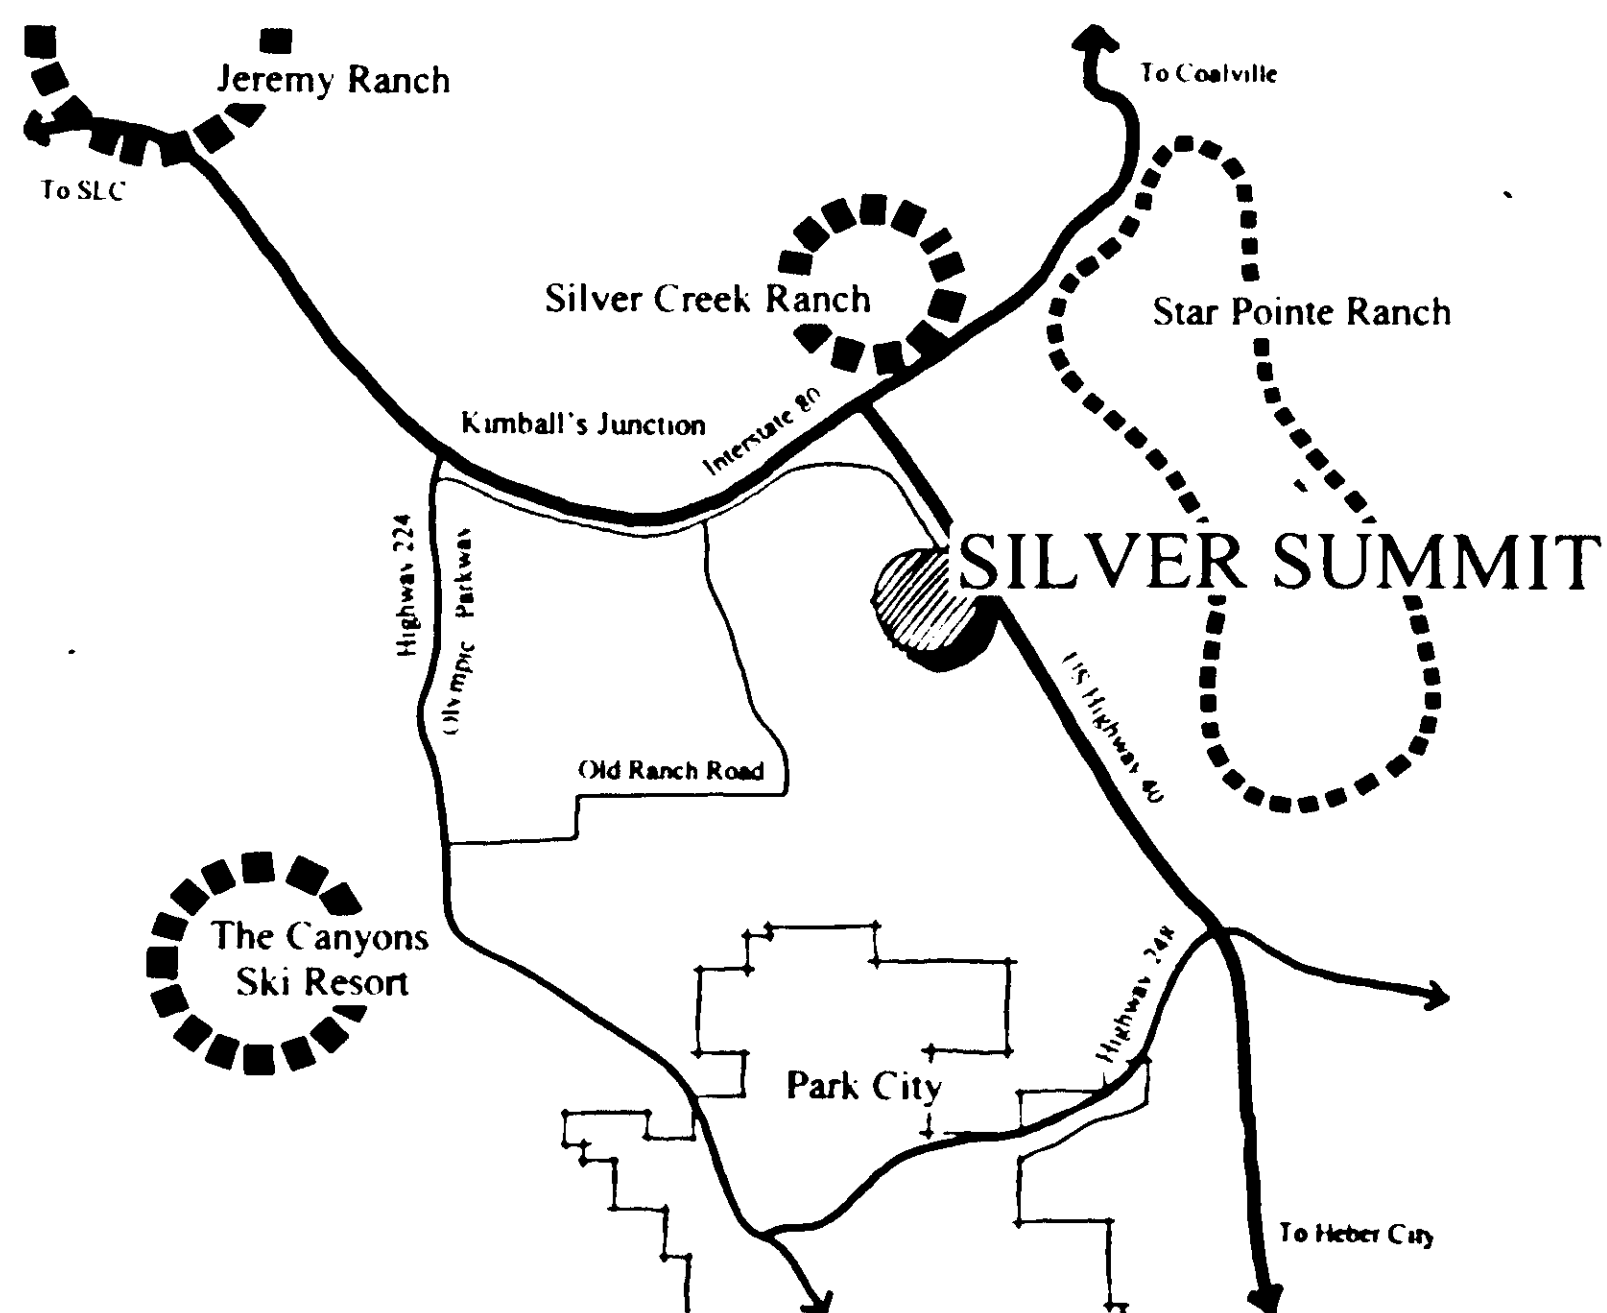 Jeremy Ranch
To Coalville
To SLC
Silver Creek Ranch
Star Pointe Ranch
Kimball's Junction
Interstate 80
SILVER SUMMIT
Highway 224
Olympic Parkway
US Highway 40
Old Ranch Road
The Canyons
Ski Resort
Highway 248
Park City
To Heber City